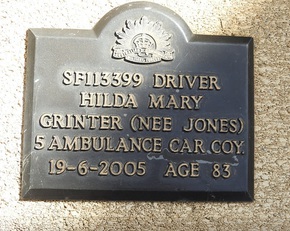 SF113399 DRIVER
HILDA MARY
GRINTER (NEE JONES)
5 AMBULANCE CAR COY.
19-6-2005 AGE 83